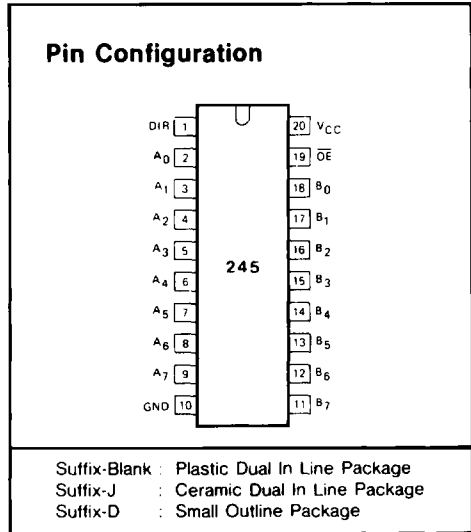 Pin Configuration
DIR 1 20 VCC
A0 2 19 OE
A1 3 18 B0
A2 4 17 B1
A3 5 16 B2
245
A4 6 15 B3
A5 7 14 B4
A6 8 13 B5
A7 9 12 B6
GND 10 11 B7
Suffix-Blank : Plastic Dual In Line Package
Suffix-J : Ceramic Dual In Line Package
Suffix-D : Small Outline Package